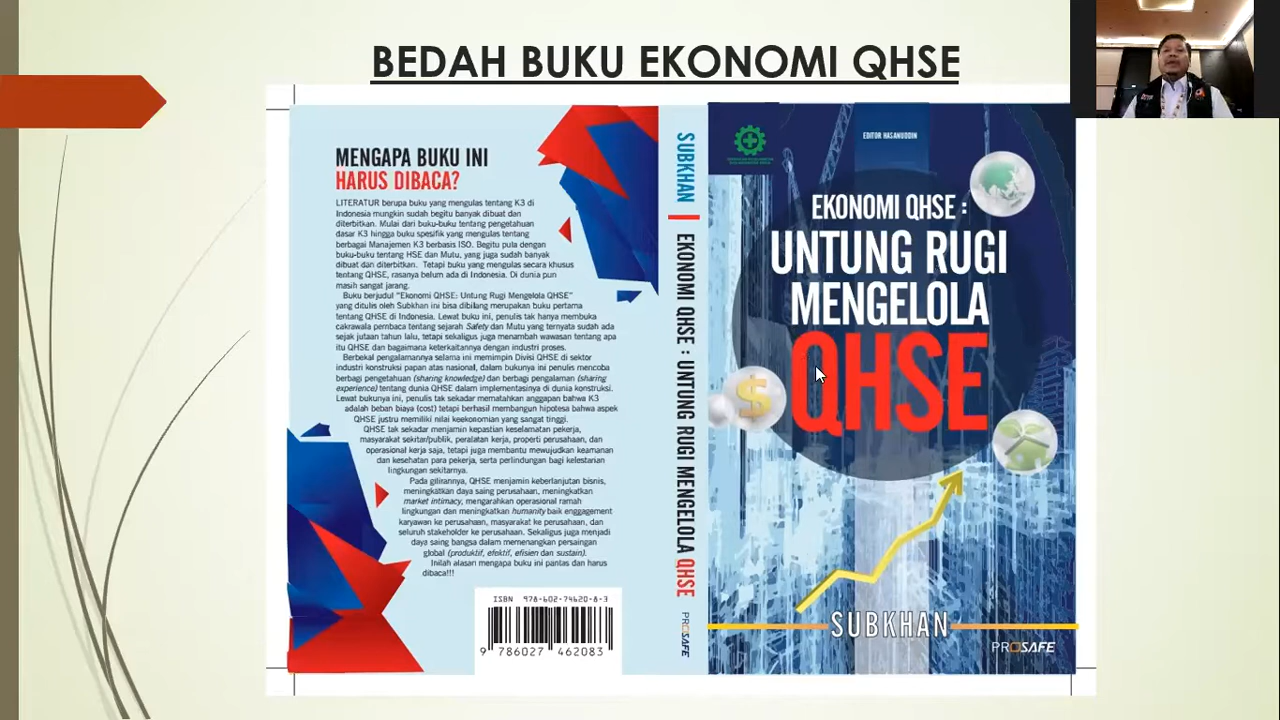 BEDAH BUKU EKONOMI QHSE
MENGAPA BUKU INI
HARUS DIBACA?
LITERATUR berupa buku yang mengulas tentang K3 di
Indonesia mungkin sudah begitu banyak dibuat dan
diterbitkan. Mulai dari buku-buku tentang pengetahuan
dasar K3 hingga buku spesifik yang mengulas tentang
berbagai Manajemen K3 berbasis ISO. Begitu pula dengan
buku-buku tentang HSE dan Mutu, yang juga sudah banyak
dibuat dan diterbitkan. Tetapi buku yang mengulas secara khusus
tentang QHSE, rasanya belum ada di Indonesia. Di dunia pun
masih sangat jarang.
Buku berjudul "Ekonomi QHSE: Untung Rugi Mengelola QHSE"
yang ditulis oleh Subkhan ini bisa dibilang merupakan buku pertama
tentang QHSE di Indonesia. Lewat buku ini, penulis tak hanya membuka
cakrawala pembaca tentang sejarah Safety dan Mutu yang ternyata sudah ada
sejak jutaan tahun lalu, tetapi sekaligus juga menambah wawasan tentang apa
itu QHSE dan bagaimana keterkaitannya dengan industri proses.
Berbekal pengalamannya selama ini memimpin Divisi QHSE di sektor
industri konstruksi papan atas nasional, dalam bukunya ini penulis mencoba
berbagi pengetahuan (sharing knowledge) dan berbagi pengalaman (sharing
experience) tentang dunia QHSE dalam implementasinya di dunia konstruksi.
Lewat bukunya ini, penulis tak sekadar mematahkan anggapan bahwa K3
adalah beban biaya (cost) tetapi berhasil membangun hipotesa bahwa aspek
QHSE justru memiliki nilai keekonomian yang sangat tinggi.
QHSE tak sekadar menjamin kepastian keselamatan pekerja,
masyarakat sekitar/publik, peralatan kerja, properti perusahaan, dan
operasional kerja saja, tetapi juga membantu mewujudkan keamanan
dan kesehatan para pekerja, serta perlindungan bagi kelestarian
lingkungan sekitarnya.
Pada gilirannya, QHSE menjamin keberlanjutan bisnis,
meningkatkan daya saing perusahaan, meningkatkan
market intimacy, mengarahkan operasional ramah
lingkungan dan meningkatkan humanity baik enggagement
karyawan ke perusahaan, masyarakat ke perusahaan, dan
seluruh stakeholder ke perusahaan. Sekaligus juga menjadi
daya saing bangsa dalam memenangkan persaingan
global (produktif, efektif, efisien dan sustain).
Inilah alasan mengapa buku ini pantas dan harus
dibaca!!!
ISBN 978-602-74620-8-3
9 786027 462083
SUBKHAN
EKONOMI QHSE : UNTUNG RUGI MENGELOLA QHSE
PROSAFE
EDITOR HASANUDDIN
EKONOMI QHSE :
UNTUNG RUGI
MENGELOLA
QHSE
$
SUBKHAN
PROSAFE